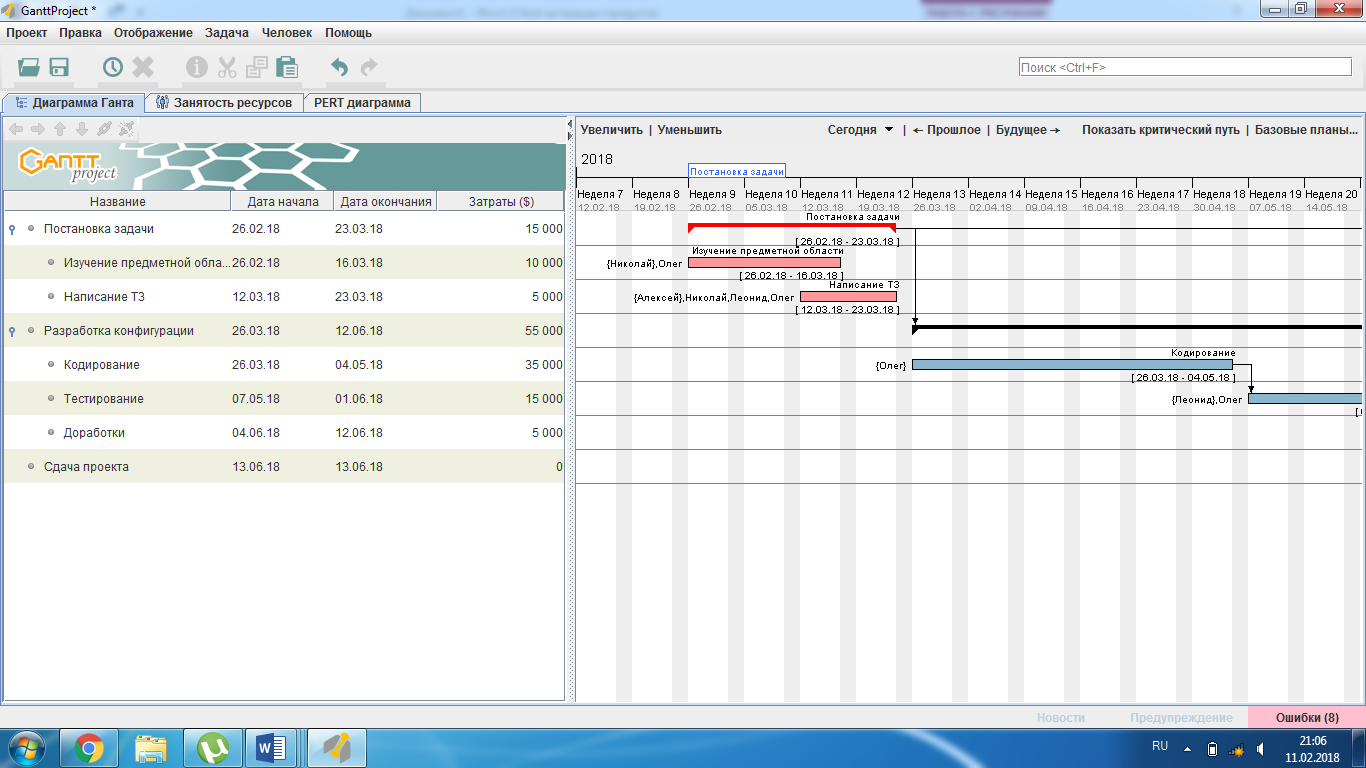 GanttProject *
Проект Правка Отображение Задача Человек Помощь
Поиск <Ctrl+F>
Диаграмма Ганта Занятость ресурсов PERT диаграмма
Увеличить | Уменьшить Сегодня | ← Прошлое | Будущее → Показать критический путь | Базовые планы...
GANTT project
2018
Постановка задачи
Название Дата начала Дата окончания Затраты ($)
Неделя 7 Неделя 8 Неделя 9 Неделя 10 Неделя 11 Неделя 12 Неделя 13 Неделя 14 Неделя 15 Неделя 16 Неделя 17 Неделя 18 Неделя 19 Неделя 20
12.02.18 19.02.18 26.02.18 05.03.18 12.03.18 19.03.18 26.03.18 02.04.18 09.04.18 16.04.18 23.04.18 30.04.18 07.05.18 14.05.18
Постановка задачи 26.02.18 23.03.18 15 000
Изучение предметной обла... 26.02.18 16.03.18 10 000
Написание ТЗ 12.03.18 23.03.18 5 000
Разработка конфигурации 26.03.18 12.06.18 55 000
Кодирование 26.03.18 04.05.18 35 000
Тестирование 07.05.18 01.06.18 15 000
Доработки 04.06.18 12.06.18 5 000
Сдача проекта 13.06.18 13.06.18 0
Постановка задачи
[ 26.02.18 - 23.03.18 ]
Изучение предметной области
{Николай},Олег
[ 26.02.18 - 16.03.18 ]
Написание ТЗ
{Алексей},Николай,Леонид,Олег
[ 12.03.18 - 23.03.18 ]
Кодирование
{Олег}
[ 26.03.18 - 04.05.18 ]
{Леонид},Олег
Новости Предупреждение Ошибки (8)
RU
21:06
11.02.2018